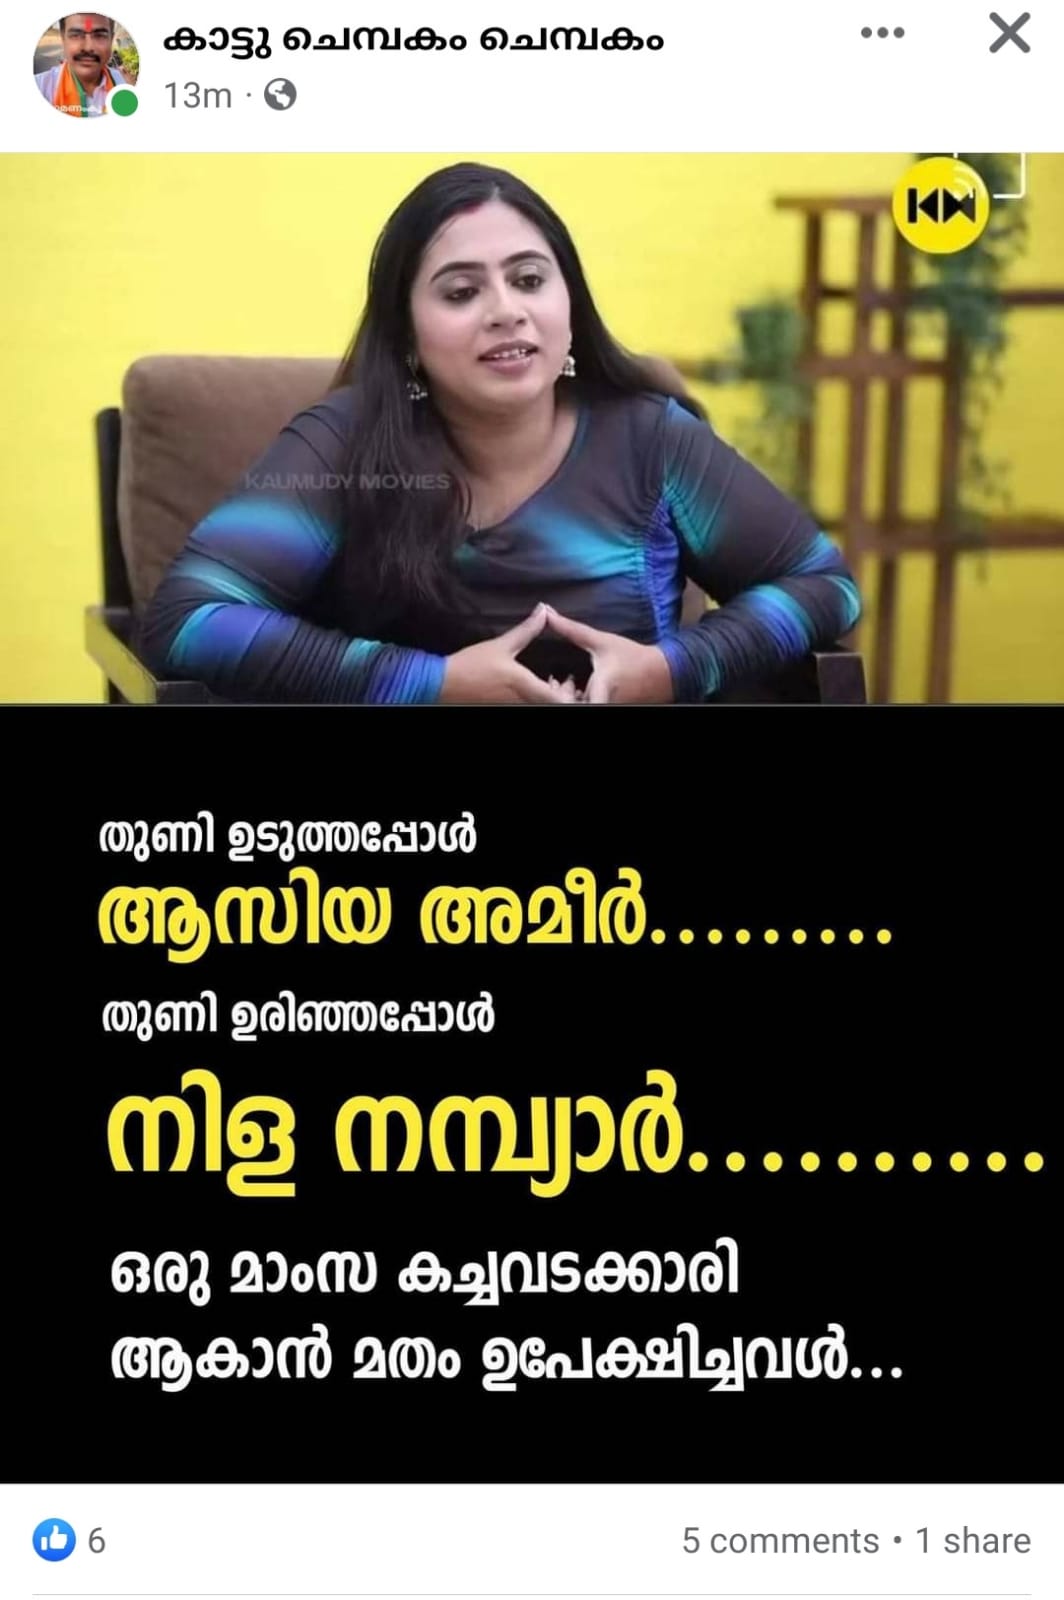 കാട്ടു ചെമ്പകം ചെമ്പകം
13m ·
KAUMUDY MOVIES
തുണി ഉടുത്തപ്പോൾ
ആസിയ അമീർ.........
തുണി ഉരിഞ്ഞപ്പോൾ
നിള നമ്പ്യാർ..........
ഒരു മാംസ കച്ചവടക്കാരി
ആകാൻ മതം ഉപേക്ഷിച്ചവൾ...
6
5 comments • 1 share